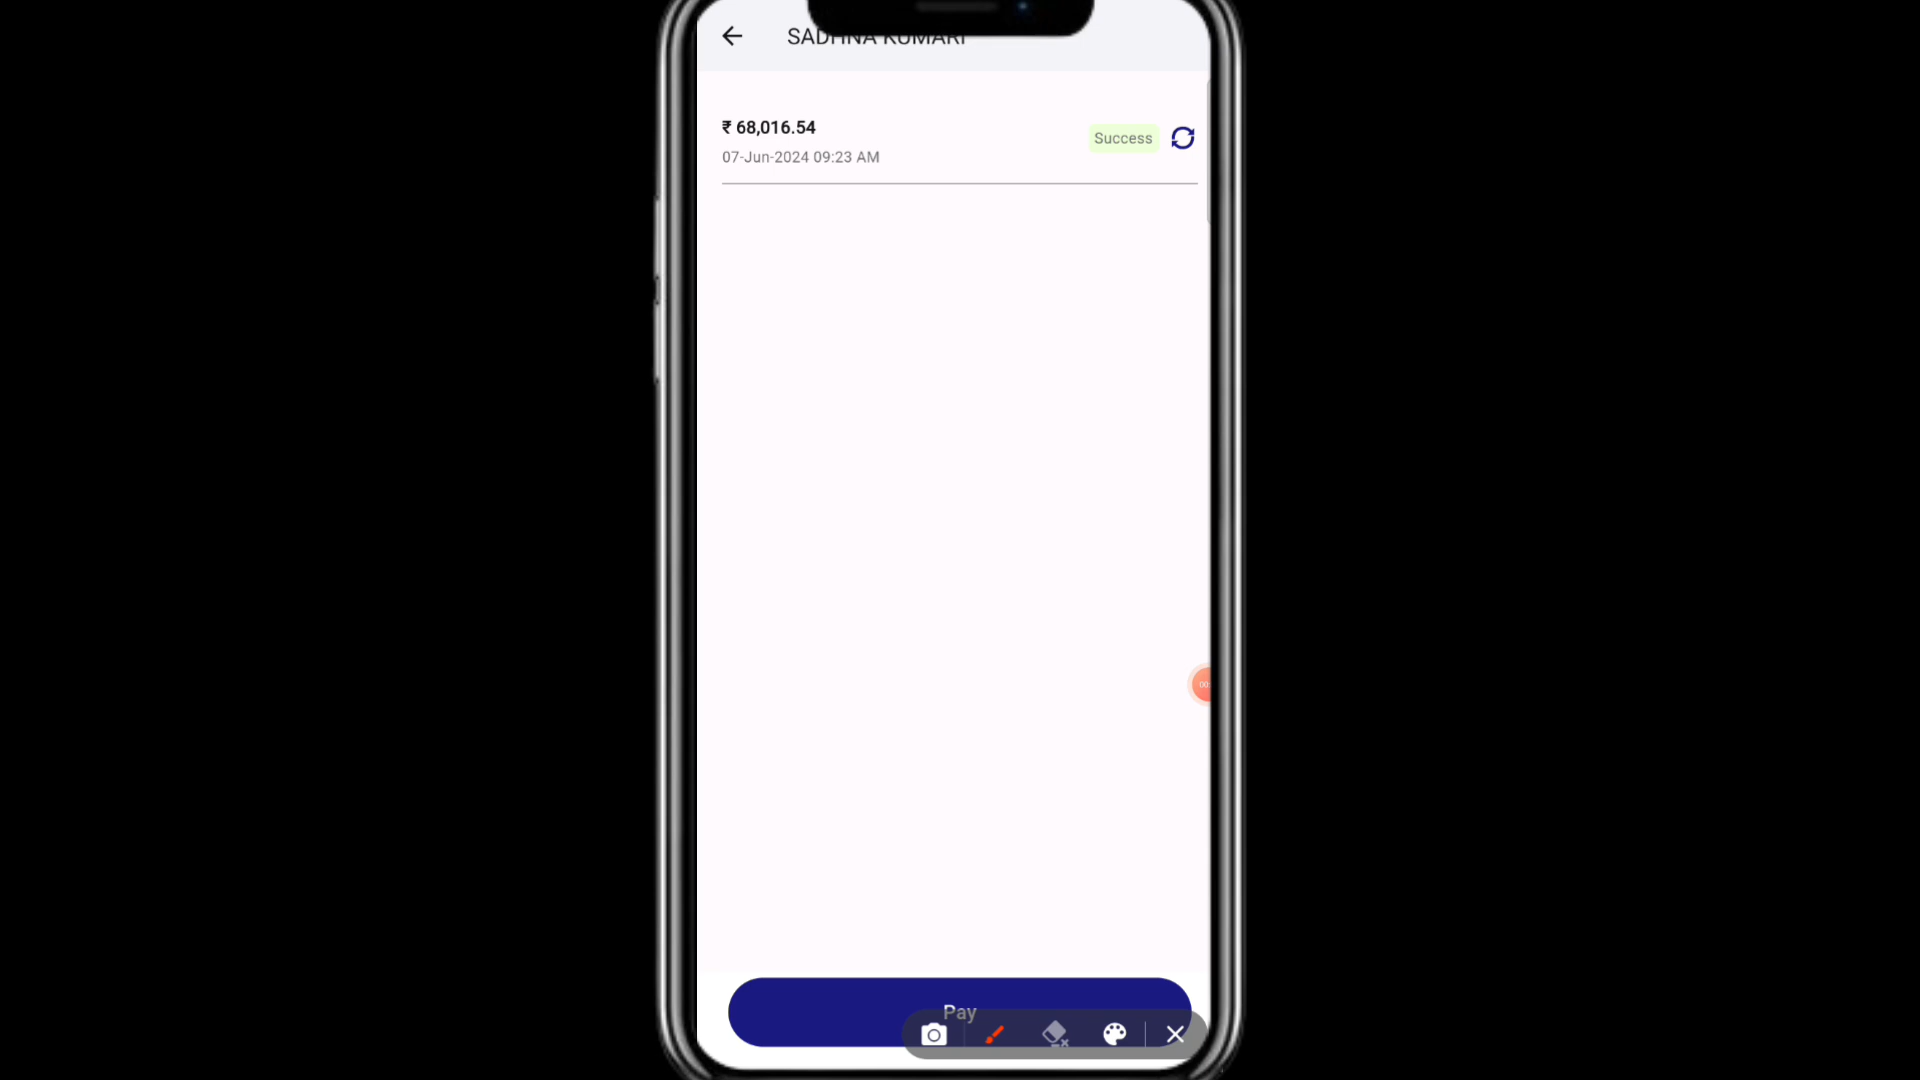 SADHNA KUMARI
₹ 68,016.54
Success
07-Jun-2024 09:23 AM
Pay